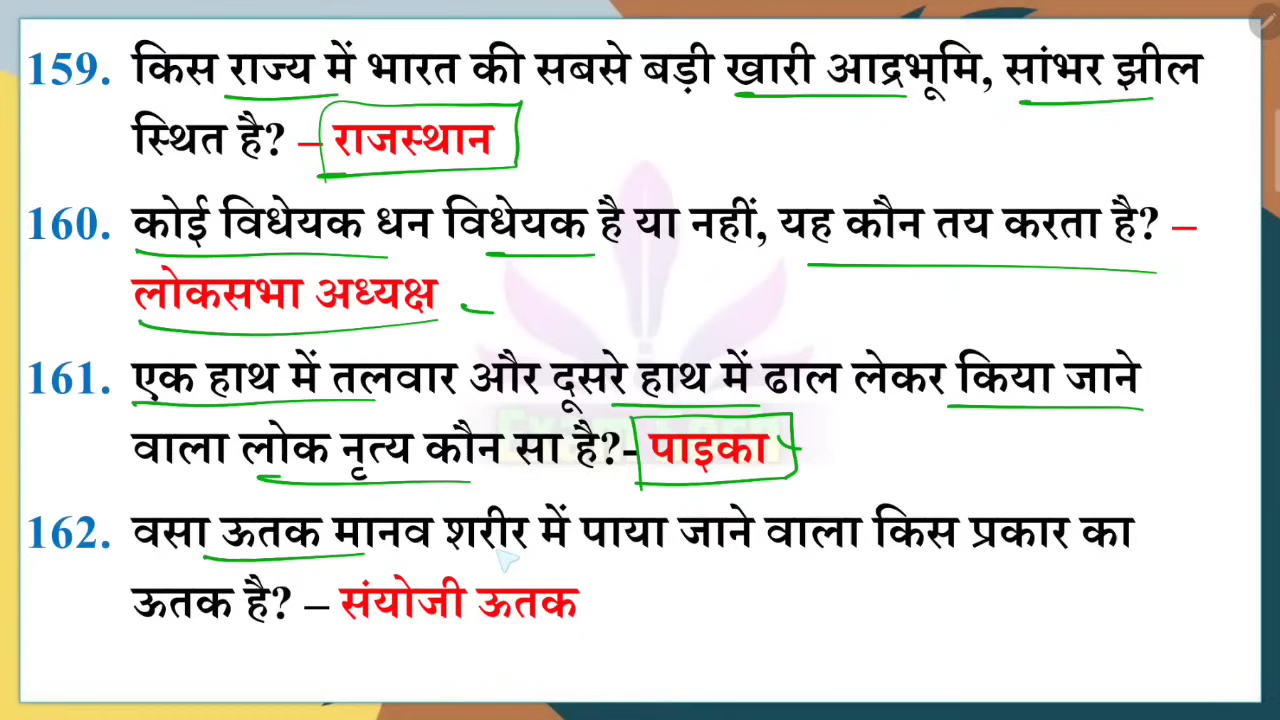 159. किस राज्य में भारत की सबसे बड़ी खारी आद्रभूमि, सांभर झील
स्थित है? – राजस्थान
160. कोई विधेयक धन विधेयक है या नहीं, यह कौन तय करता है? –
लोकसभा अध्यक्ष
161. एक हाथ में तलवार और दूसरे हाथ में ढाल लेकर किया जाने
वाला लोक नृत्य कौन सा है?- पाइका
162. वसा ऊतक मानव शरीर में पाया जाने वाला किस प्रकार का
ऊतक है? – संयोजी ऊतक